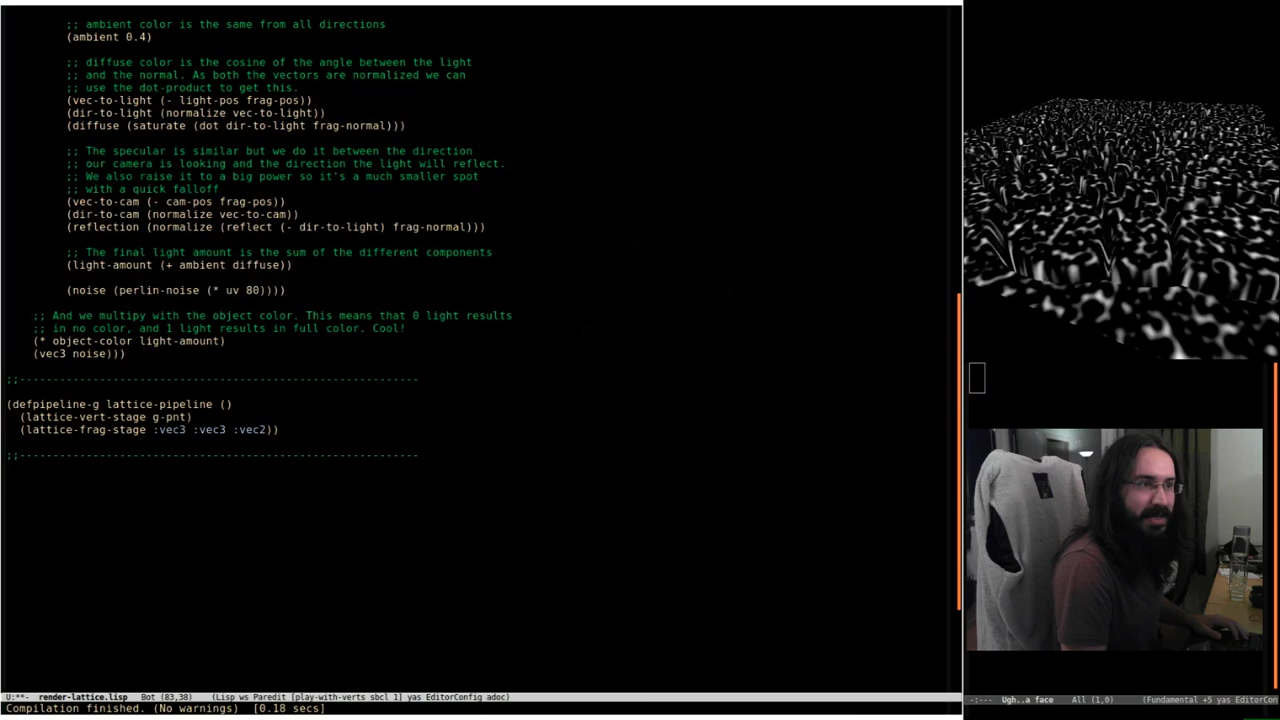 ;; ambient color is the same from all directions
(ambient 0.4)
;; diffuse color is the cosine of the angle between the light
;; and the normal. As both the vectors are normalized we can
;; use the dot-product to get this.
(vec-to-light (- light-pos frag-pos))
(dir-to-light (normalize vec-to-light))
(diffuse (saturate (dot dir-to-light frag-normal)))
;; The specular is similar but we do it between the direction
;; our camera is looking and the direction the light will reflect.
;; We also raise it to a big power so it's a much smaller spot
;; with a quick falloff
(vec-to-cam (- cam-pos frag-pos))
(dir-to-cam (normalize vec-to-cam))
(reflection (normalize (reflect (- dir-to-light) frag-normal)))
;; The final light amount is the sum of the different components
(light-amount (+ ambient diffuse))
(noise (perlin-noise (* uv 80))))
;; And we multipy with the object color. This means that 0 light results
;; in no color, and 1 light results in full color. Cool!
(* object-color light-amount)
(vec3 noise)))
;;------------------------------------------------------------
(defpipeline-g lattice-pipeline ()
(lattice-vert-stage g-pnt)
(lattice-frag-stage :vec3 :vec3 :vec2))
;;------------------------------------------------------------
U:**- render-lattice.lisp Bot (83,38) (Lisp ws Paredit [play-with-verts sbcl 1] yas EditorConfig adoc)
Compilation finished. (No warnings) [0.18 secs]
-:--- Ugh..a face All (1,0) (Fundamental +5 yas EditorCon